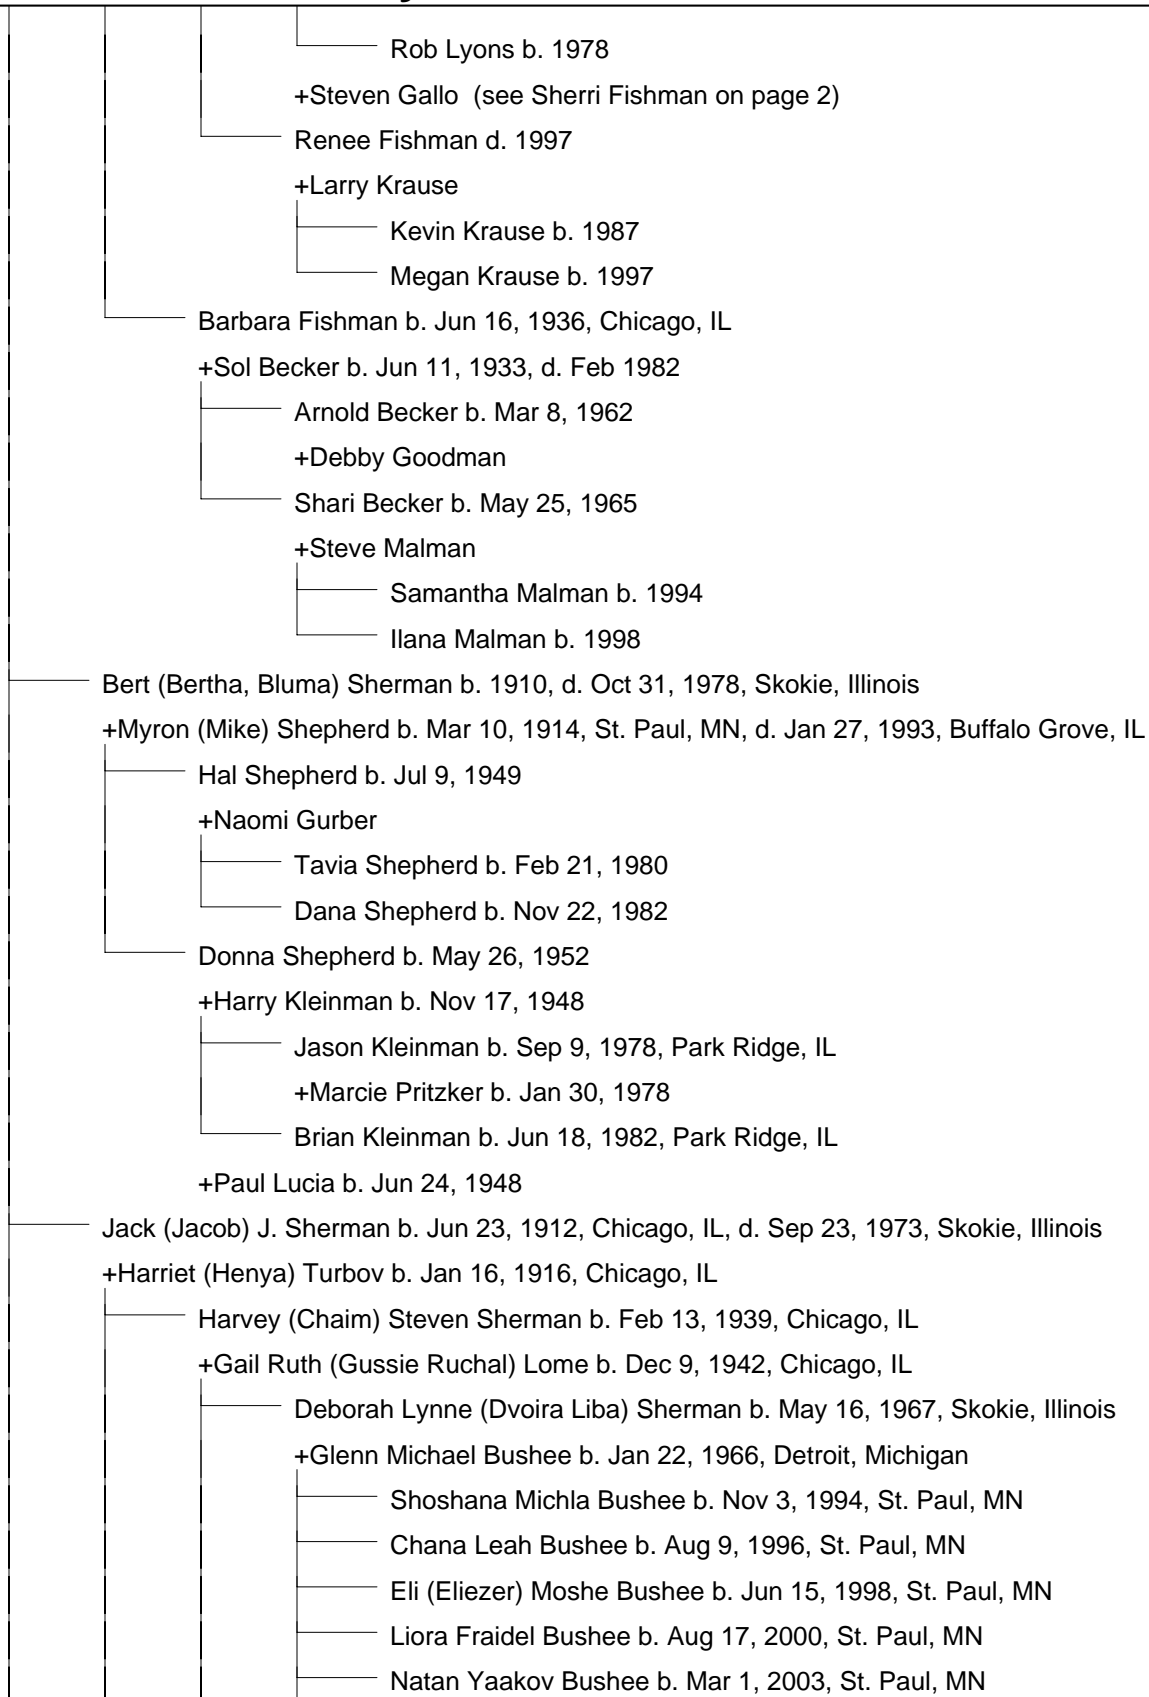 Rob Lyons b. 1978
+Steven Gallo  (see Sherri Fishman on page 2)
Renee Fishman d. 1997
+Larry Krause
Kevin Krause b. 1987
Megan Krause b. 1997
Barbara Fishman b. Jun 16, 1936, Chicago, IL
+Sol Becker b. Jun 11, 1933, d. Feb 1982
Arnold Becker b. Mar 8, 1962
+Debby Goodman
Shari Becker b. May 25, 1965
+Steve Malman
Samantha Malman b. 1994
Ilana Malman b. 1998
Bert (Bertha, Bluma) Sherman b. 1910, d. Oct 31, 1978, Skokie, Illinois
+Myron (Mike) Shepherd b. Mar 10, 1914, St. Paul, MN, d. Jan 27, 1993, Buffalo Grove, IL
Hal Shepherd b. Jul 9, 1949
+Naomi Gurber
Tavia Shepherd b. Feb 21, 1980
Dana Shepherd b. Nov 22, 1982
Donna Shepherd b. May 26, 1952
+Harry Kleinman b. Nov 17, 1948
Jason Kleinman b. Sep 9, 1978, Park Ridge, IL
+Marcie Pritzker b. Jan 30, 1978
Brian Kleinman b. Jun 18, 1982, Park Ridge, IL
+Paul Lucia b. Jun 24, 1948
Jack (Jacob) J. Sherman b. Jun 23, 1912, Chicago, IL, d. Sep 23, 1973, Skokie, Illinois
+Harriet (Henya) Turbov b. Jan 16, 1916, Chicago, IL
Harvey (Chaim) Steven Sherman b. Feb 13, 1939, Chicago, IL
+Gail Ruth (Gussie Ruchal) Lome b. Dec 9, 1942, Chicago, IL
Deborah Lynne (Dvoira Liba) Sherman b. May 16, 1967, Skokie, Illinois
+Glenn Michael Bushee b. Jan 22, 1966, Detroit, Michigan
Shoshana Michla Bushee b. Nov 3, 1994, St. Paul, MN
Chana Leah Bushee b. Aug 9, 1996, St. Paul, MN
Eli (Eliezer) Moshe Bushee b. Jun 15, 1998, St. Paul, MN
Liora Fraidel Bushee b. Aug 17, 2000, St. Paul, MN
Natan Yaakov Bushee b. Mar 1, 2003, St. Paul, MN